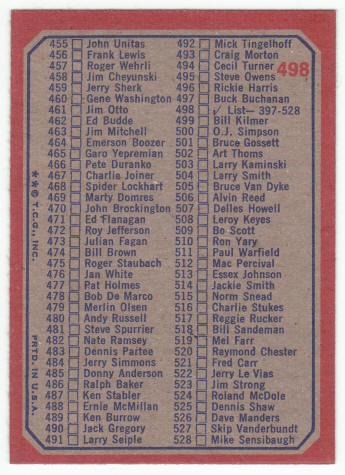 498
455 John Unitas
456 Frank Lewis
457 Roger Wehrli
458 Jim Cheyunski
459 Jerry Sherk
460 Gene Washington
461 Jim Otto
462 Ed Budde
463 Jim Mitchell
464 Emerson Boozer
465 Garo Yepremian
466 Pete Duranko
467 Charlie Joiner
468 Spider Lockhart
469 Marty Domres
470 John Brockington
471 Ed Flanagan
472 Roy Jefferson
473 Julian Fagan
474 Bill Brown
475 Roger Staubach
476 Jan White
477 Pat Holmes
478 Bob De Marco
479 Merlin Olsen
480 Andy Russell
481 Steve Spurrier
482 Nate Ramsey
483 Dennis Partee
484 Jerry Simmons
485 Donny Anderson
486 Ralph Baker
487 Ken Stabler
488 Ernie McMillan
489 Ken Burrow
490 Jack Gregory
491 Larry Seiple
492 Mick Tingelhoff
493 Craig Morton
494 Cecil Turner
495 Steve Owens
496 Rickie Harris
497 Buck Buchanan
498 ✓ List—397-528
499 Bill Kilmer
500 O.J. Simpson
501 Bruce Gossett
502 Art Thoms
503 Larry Kaminski
504 Larry Smith
505 Bruce Van Dyke
506 Alvin Reed
507 Delles Howell
508 Leroy Keyes
509 Bo Scott
510 Ron Yary
511 Paul Warfield
512 Mac Percival
513 Essex Johnson
514 Jackie Smith
515 Norm Snead
516 Charlie Stukes
517 Reggie Rucker
518 Bill Sandeman
519 Mel Farr
520 Raymond Chester
521 Fred Carr
522 Jerry Le Vias
523 Jim Strong
524 Roland McDole
525 Dennis Shaw
526 Dave Manders
527 Skip Vanderbundt
528 Mike Sensibaugh
**© T.C.G., INC. PRTD. IN U.S.A.